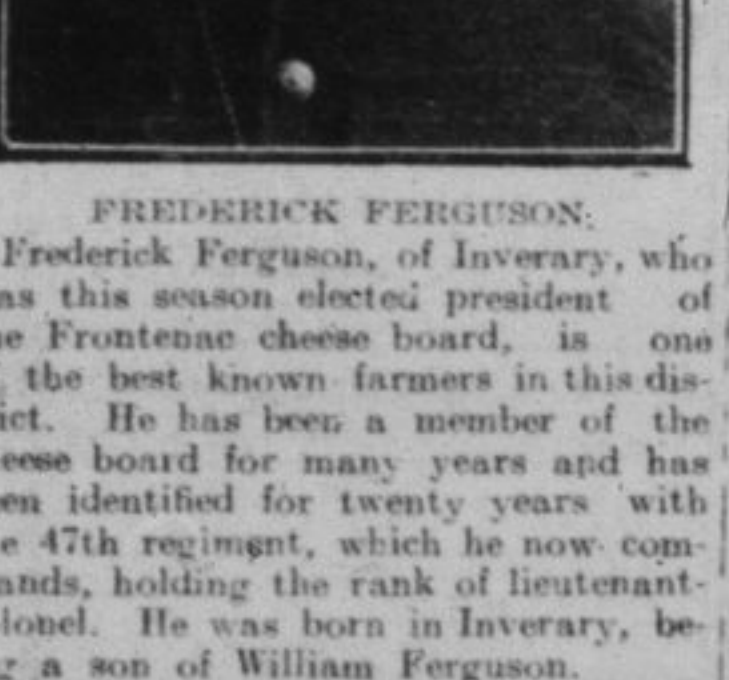 FREDERICK FERGUSON.
Frederick Ferguson, of Inverary, who
as this season elected president of
e Frontenac cheese board, is one
the best known farmers in this dis-
ict. He has been a member of the
eese board for many years and has
en identified for twenty years with
e 47th regiment, which he now com-
ands, holding the rank of lieutenant-
lonel. He was born in Inverary, be-
g a son of William Ferguson.